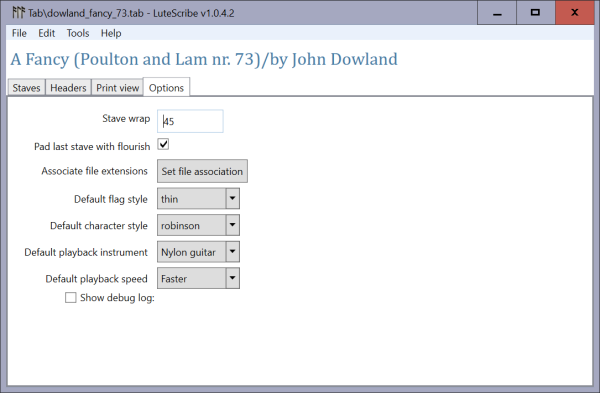 Tab\dowland_fancy_73.tab - LuteScribe v1.0.4.2
File Edit Tools Help
A Fancy (Poulton and Lam nr. 73)/by John Dowland
Staves Headers Print view Options
Stave wrap 45
Pad last stave with flourish
Associate file extensions Set file association
Default flag style thin
Default character style robinson
Default playback instrument Nylon guitar
Default playback speed Faster
Show debug log: